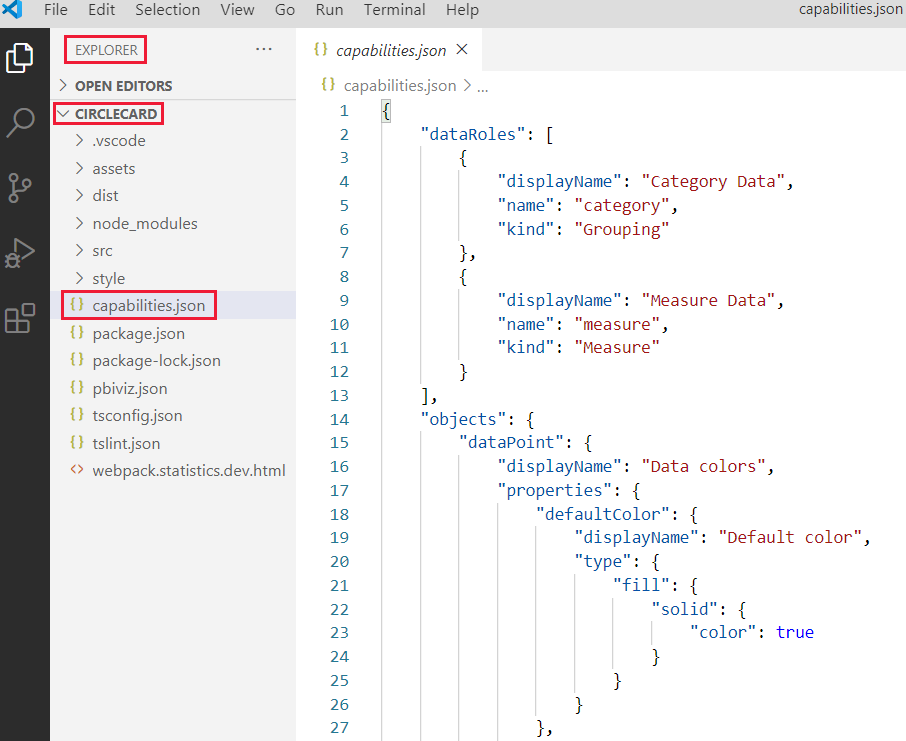 File Edit Selection View Go Run Terminal Help capabilities.json
EXPLORER ...
OPEN EDITORS
CIRCLECARD
.vscode
assets
dist
node_modules
src
style
{} capabilities.json
{} package.json
{} package-lock.json
{} pbiviz.json
{} tsconfig.json
{} tslint.json
<> webpack.statistics.dev.html
{} capabilities.json ×
{} capabilities.json > ...
1 {
2 "dataRoles": [
3 {
4 "displayName": "Category Data",
5 "name": "category",
6 "kind": "Grouping"
7 },
8 {
9 "displayName": "Measure Data",
10 "name": "measure",
11 "kind": "Measure"
12 }
13 ],
14 "objects": {
15 "dataPoint": {
16 "displayName": "Data colors",
17 "properties": {
18 "defaultColor": {
19 "displayName": "Default color",
20 "type": {
21 "fill": {
22 "solid": {
23 "color": true
24 }
25 }
26 }
27 },